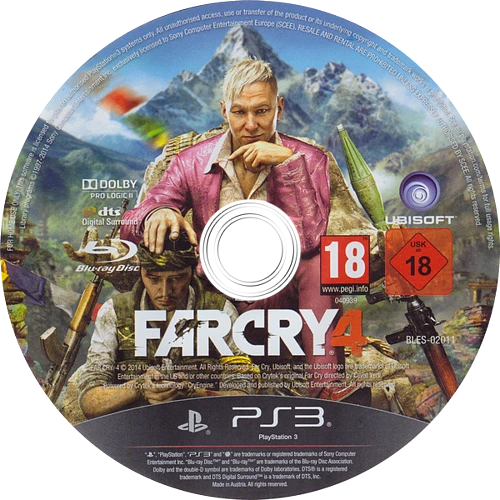 DOLBY
PRO LOGIC II
dts
Digital Surround
Blu-ray Disc
UBISOFT
18
www.pegi.info
USK
ab
18
040939
FARCRY4
BLES-02011
FAR CRY 4 © 2014 Ubisoft Entertainment. All Rights Reserved. Far Cry, Ubisoft, and the Ubisoft logo are trademarks of Ubisoft
Entertainment in the US and/or other countries. Based on Crytek's original Far Cry directed by Cevat Yerli.
Powered by Crytek's technology "CryEngine." Developed and published by Ubisoft Entertainment. All rights reserved.
PS3
PlayStation 3
", "PlayStation", "PS3" and " " are trademarks or registered trademarks of Sony Computer
Entertainment Inc. "Blu-ray Disc™" and "Blu-ray™" are trademarks of the Blu-ray Disc Association.
Dolby and the double-D symbol are trademarks of Dolby laboratories. DTS® is a registered
trademark and DTS Digital Surround™ is a trademark of DTS, Inc.
Made in Austria. All rights reserved.